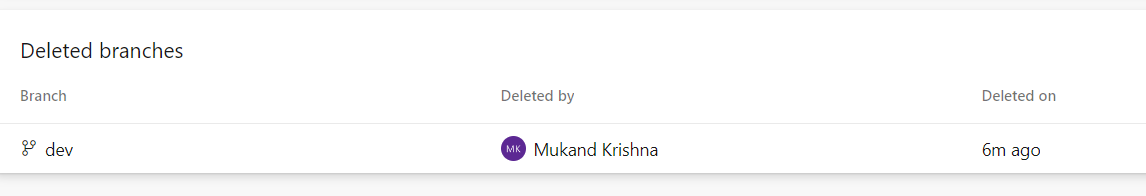 Deleted branches
Branch Deleted by Deleted on
dev MK Mukand Krishna 6m ago